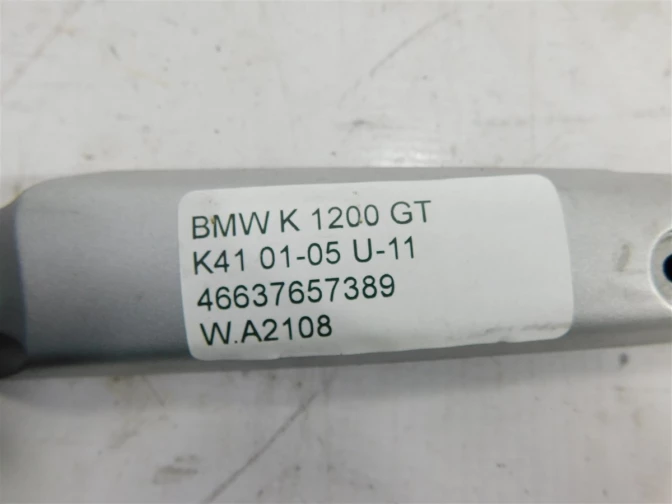 BMW K 1200 GT
K41 01-05 U-11
46637657389
W.A2108